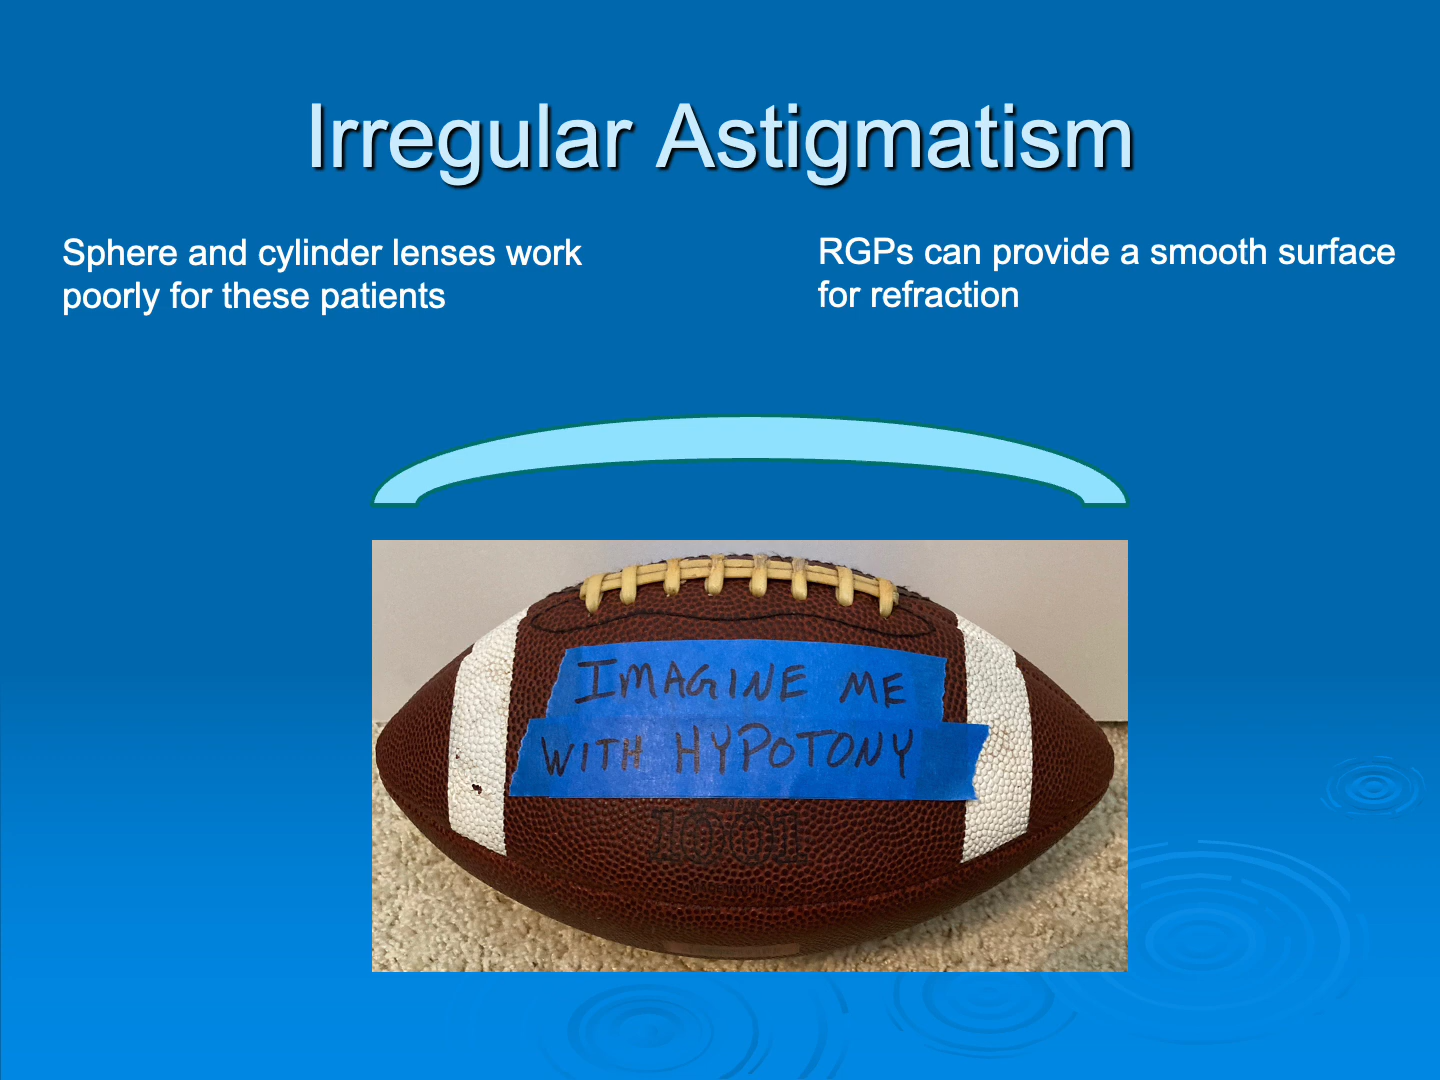 Irregular Astigmatism
Sphere and cylinder lenses work
poorly for these patients
RGPs can provide a smooth surface
for refraction
IMAGINE ME
WITH HYPOTONY
1001